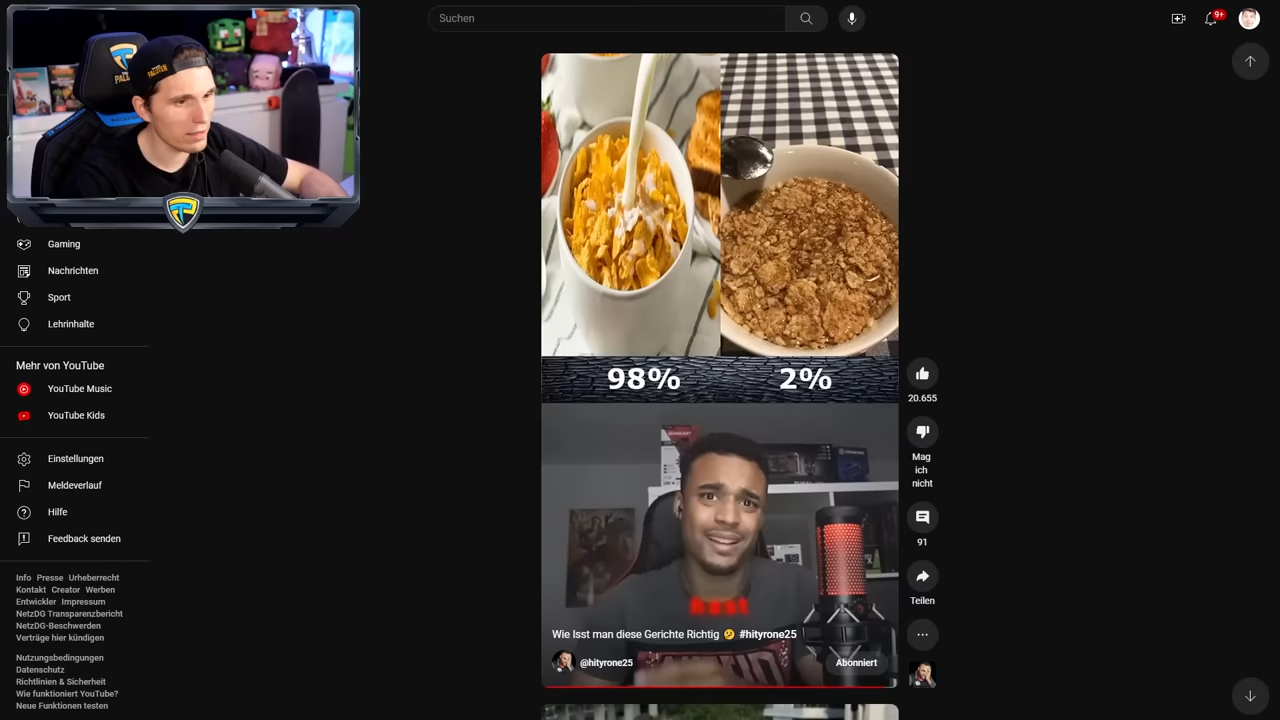 Suchen
9+
PALUTEN
Gaming
Nachrichten
Sport
Lehrinhalte
Mehr von YouTube
YouTube Music
YouTube Kids
Einstellungen
Meldeverlauf
Hilfe
Feedback senden
Info Presse Urheberrecht
Kontakt Creator Werben
Entwickler Impressum
NetzDG Transparenzbericht
NetzDG-Beschwerden
Verträge hier kündigen
Nutzungsbedingungen
Datenschutz
Richtlinien & Sicherheit
Wie funktioniert YouTube?
Neue Funktionen testen
98% 2%
Wie Isst man diese Gerichte Richtig 🤔 #hityrone25
@hityrone25
Abonniert
20.655
Mag
ich
nicht
91
Teilen